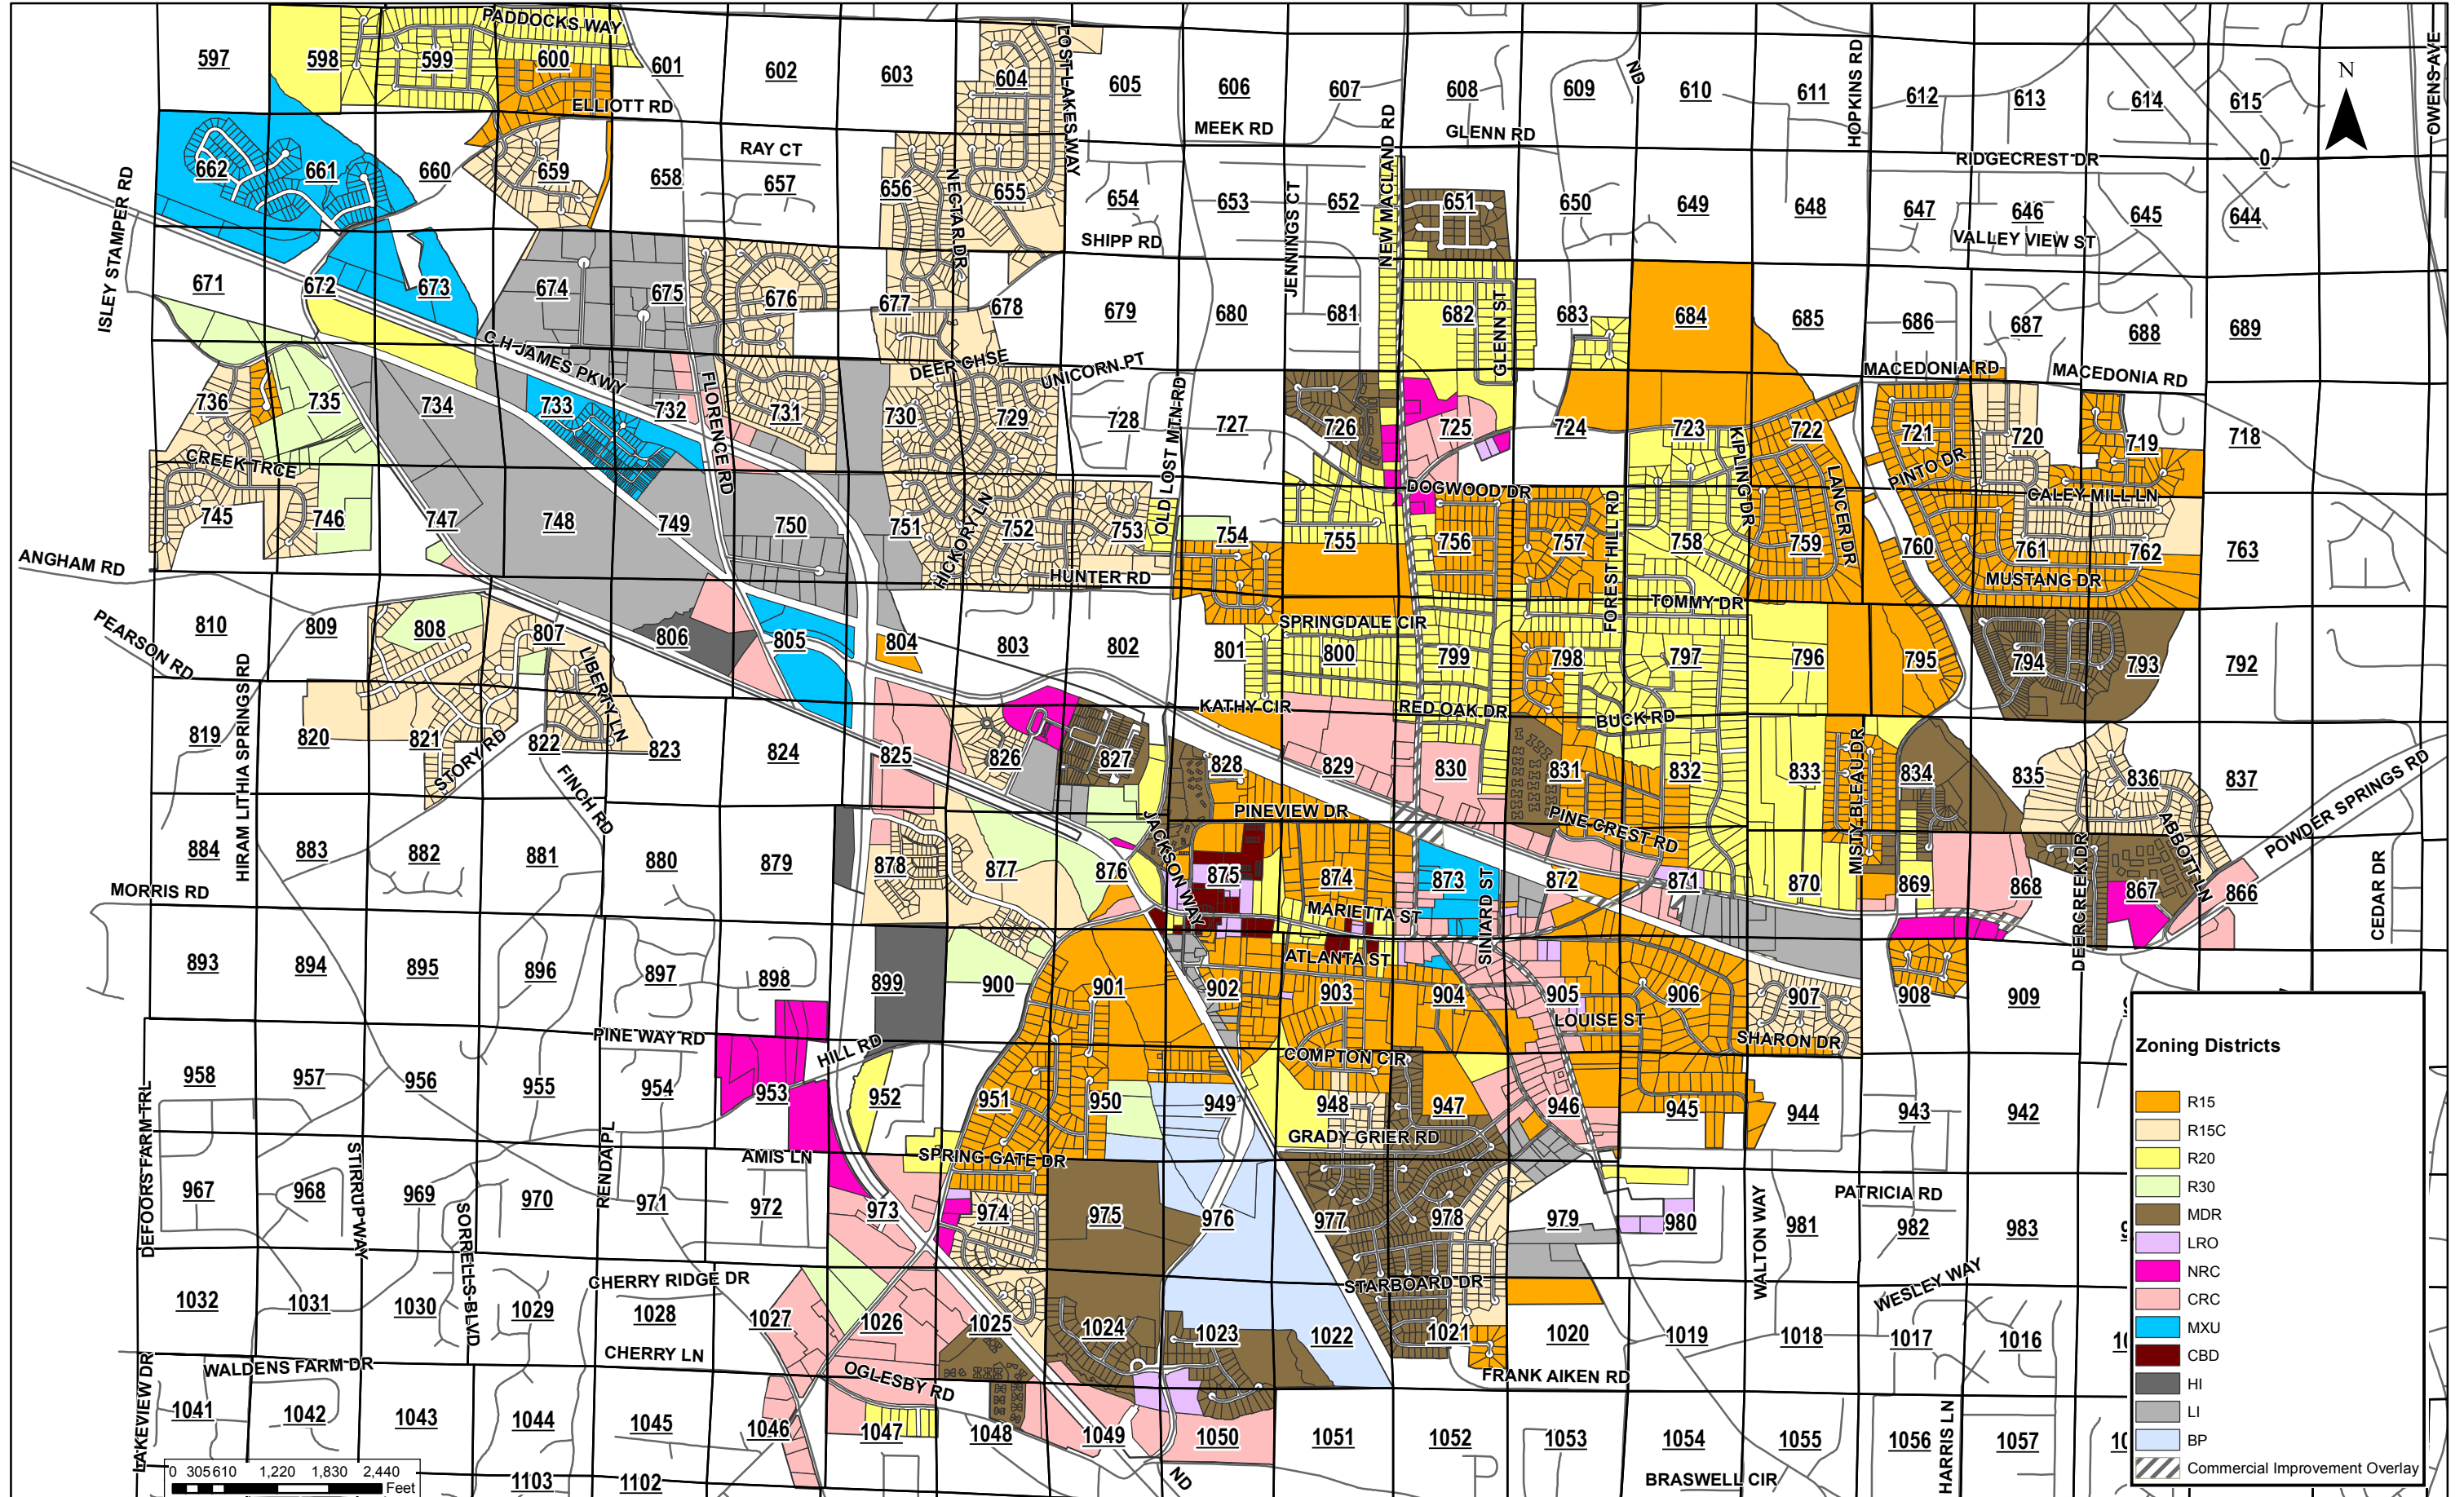 PADDOCKS WAY
597
598
599
600
601
602
603
604
LOST LAKES WAY
605
606
607
608
609
ND
610
611
HOPKINS RD
612
613
614
615
OWENS AVE
N
ELLIOTT RD
MEEK RD
NEW MACLAND RD
GLENN RD
RIDGECREST DR
0
ISLEY STAMPER RD
662
661
660
659
658
RAY CT
657
656
NECTAR DR
655
654
653
JENNINGS CT
652
651
650
649
648
647
646
645
644
SHIPP RD
VALLEY VIEW ST
671
672
673
674
675
676
677
678
679
680
681
682
GLENN ST
683
684
685
686
687
688
689
C H JAMES PKWY
DEER CHSE
UNICORN PT
MACEDONIA RD
MACEDONIA RD
736
735
734
733
732
FLORENCE RD
731
730
729
728
OLD LOST MTN RD
727
726
725
724
723
KIPLING DR
722
721
720
719
718
CREEK TRCE
DOGWOOD DR
LANCER DR
PINTO DR
CALEY MILL LN
745
746
747
748
749
750
751
HICKORY LN
752
753
754
755
756
757
FOREST HILL RD
758
759
760
761
762
763
ANGHAM RD
HUNTER RD
MUSTANG DR
TOMMY DR
SPRINGDALE CIR
PEARSON RD
810
809
HIRAM LITHIA SPRINGS RD
808
807
LIBERTY LN
806
805
804
803
802
801
800
799
798
797
796
795
794
793
792
KATHY CIR
RED OAK DR
BUCK RD
819
820
821
STORY RD
822
FINCH RD
823
824
825
826
827
828
829
830
831
832
833
MISTY BLEAU DR
834
835
836
837
POWDER SPRINGS RD
PINEVIEW DR
PINE CREST RD
JACKSON WAY
ABBOTT LN
884
883
882
881
880
879
878
877
876
875
874
873
SINIARD ST
872
871
870
869
868
DEERCREEK DR
867
866
CEDAR DR
MORRIS RD
MARIETTA ST
ATLANTA ST
893
894
895
896
897
898
899
900
901
902
903
904
905
906
907
908
909
LOUISE ST
SHARON DR
PINE WAY RD
HILL RD
COMPTON CIR
DEFOORS FARM TRL
958
957
956
955
954
953
952
951
950
949
948
947
946
945
944
943
942
GRADY GRIER RD
AMIS LN
SPRING GATE DR
967
968
STIRRUP WAY
969
SORRELLS BLVD
970
RENDA PL
971
972
973
974
975
976
977
978
979
980
WALTON WAY
981
PATRICIA RD
982
983
CHERRY RIDGE DR
STARBOARD DR
WESLEY WAY
1032
1031
1030
1029
1028
1027
1026
1025
1024
1023
1022
1021
1020
1019
1018
1017
1016
LAKEVIEW DR
WALDENS FARM DR
CHERRY LN
OGLESBY RD
FRANK AIKEN RD
1041
1042
1043
1044
1045
1046
1047
1048
1049
1050
1051
1052
1053
1054
1055
1056
HARRIS LN
1057
1103
1102
ND
BRASWELL CIR
0 305 610 1,220 1,830 2,440
Feet
Zoning Districts
R15
R15C
R20
R30
MDR
LRO
NRC
CRC
MXU
CBD
HI
LI
BP
Commercial Improvement Overlay